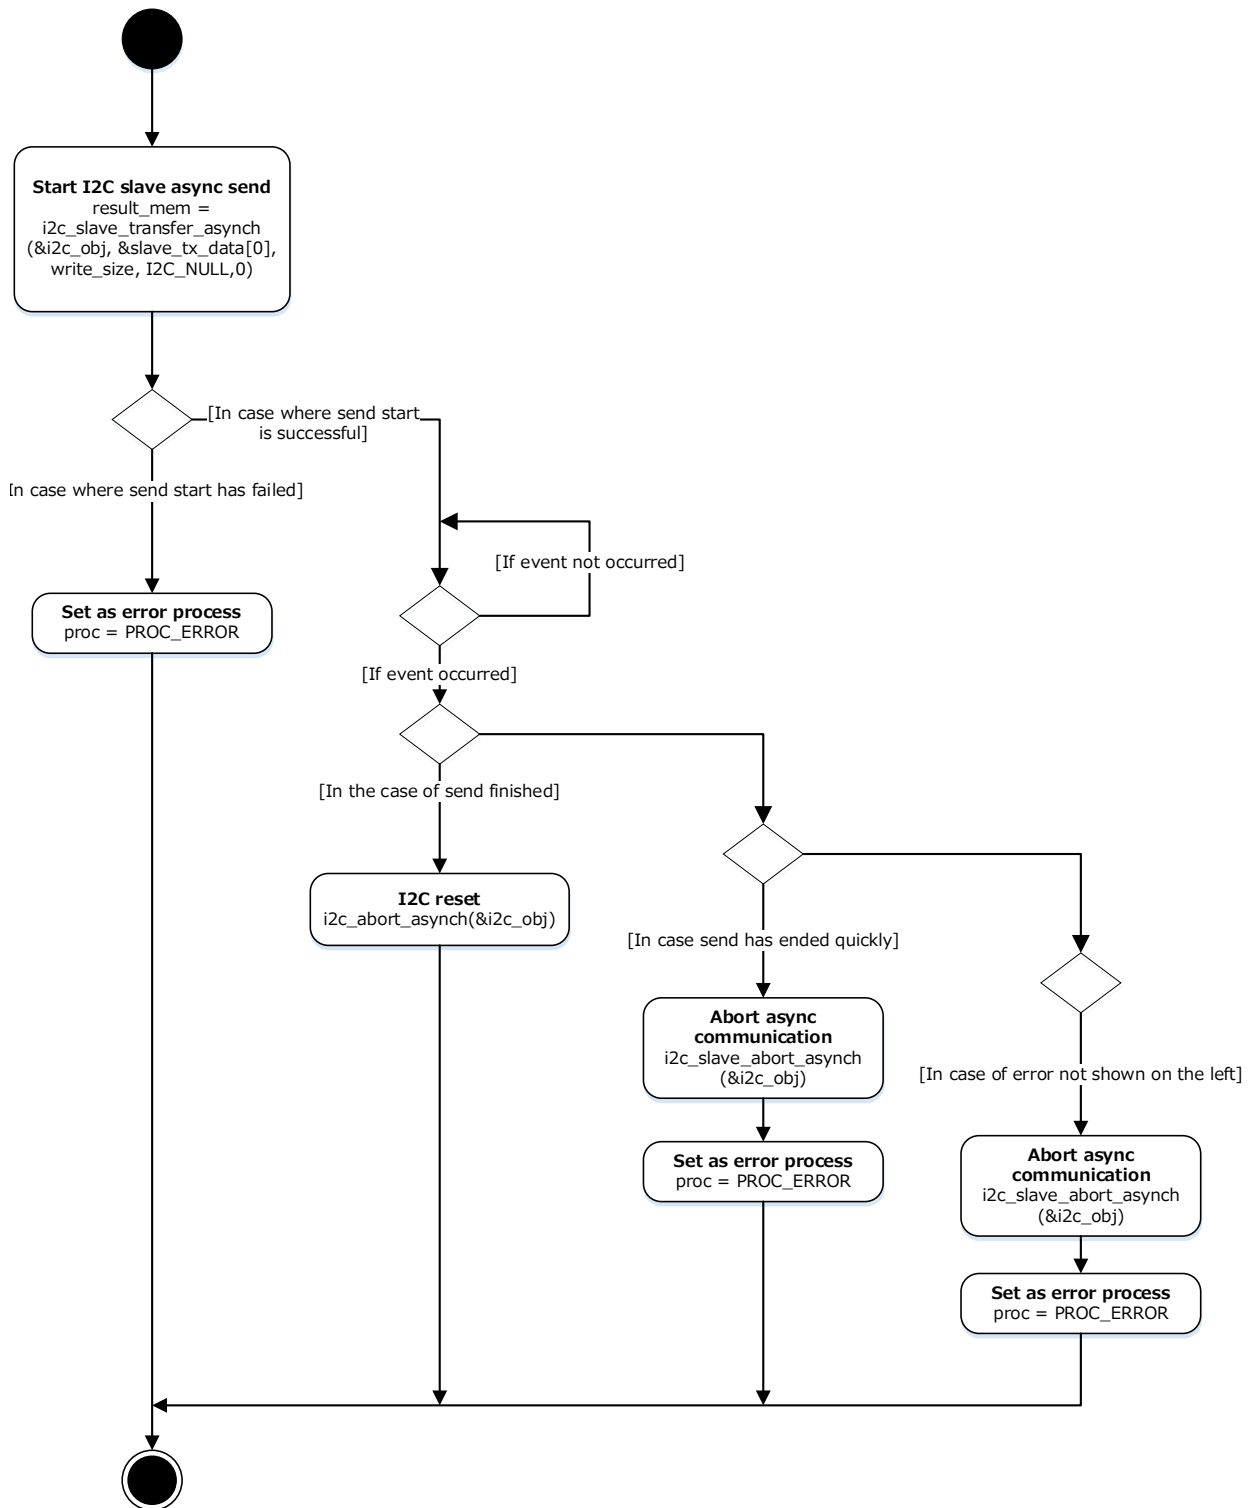 Start I2C slave async send
result_mem =
i2c_slave_transfer_asynch
(&i2c_obj, &slave_tx_data[0],
write_size, I2C_NULL,0)
[In case where send start
is successful]
In case where send start has failed]
[If event not occurred]
Set as error process
proc = PROC_ERROR
[If event occurred]
[In the case of send finished]
I2C reset
i2c_abort_asynch(&i2c_obj)
[In case send has ended quickly]
Abort async
communication
i2c_slave_abort_asynch
(&i2c_obj)
[In case of error not shown on the left]
Set as error process
proc = PROC_ERROR
Abort async
communication
i2c_slave_abort_asynch
(&i2c_obj)
Set as error process
proc = PROC_ERROR